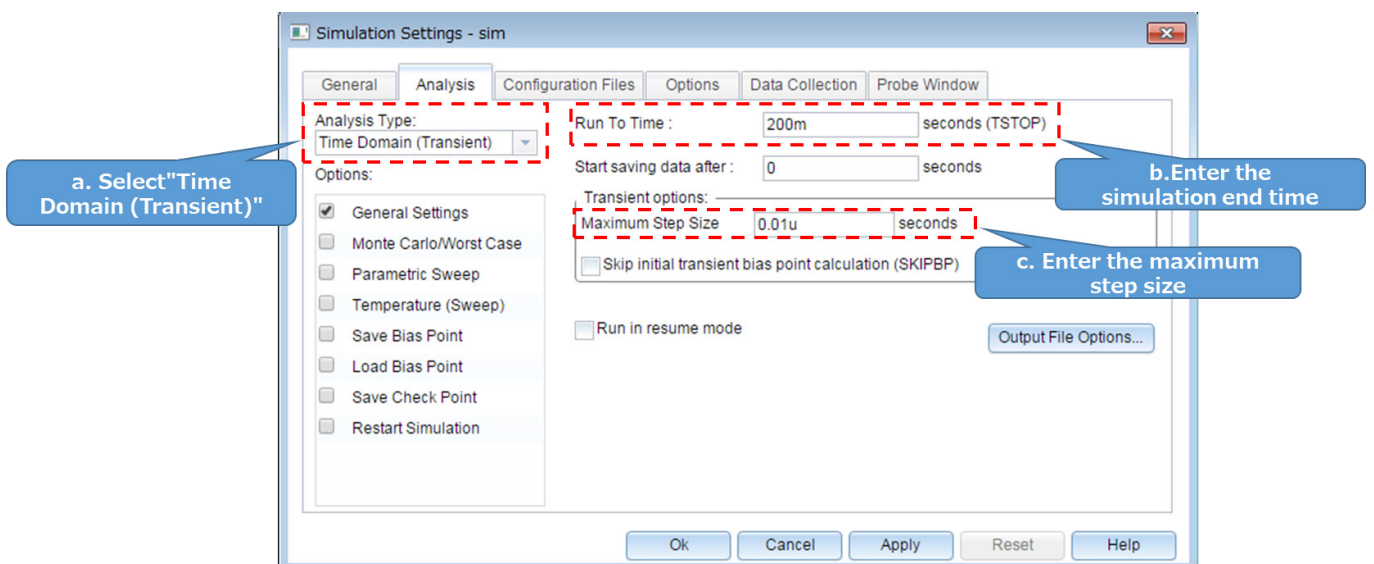 Simulation Settings - sim
General
Analysis
Configuration Files
Options
Data Collection
Probe Window
Analysis Type:
Time Domain (Transient)
Options:
General Settings
Monte Carlo/Worst Case
Parametric Sweep
Temperature (Sweep)
Save Bias Point
Load Bias Point
Save Check Point
Restart Simulation
Run To Time :
200m
seconds (TSTOP)
Start saving data after :
0
seconds
Transient options:
Maximum Step Size
0.01u
seconds
Skip initial transient bias point calculation (SKIPBP)
Run in resume mode
Output File Options...
Ok
Cancel
Apply
Reset
Help
a. Select"Time
Domain (Transient)"
b.Enter the
simulation end time
c. Enter the maximum
step size